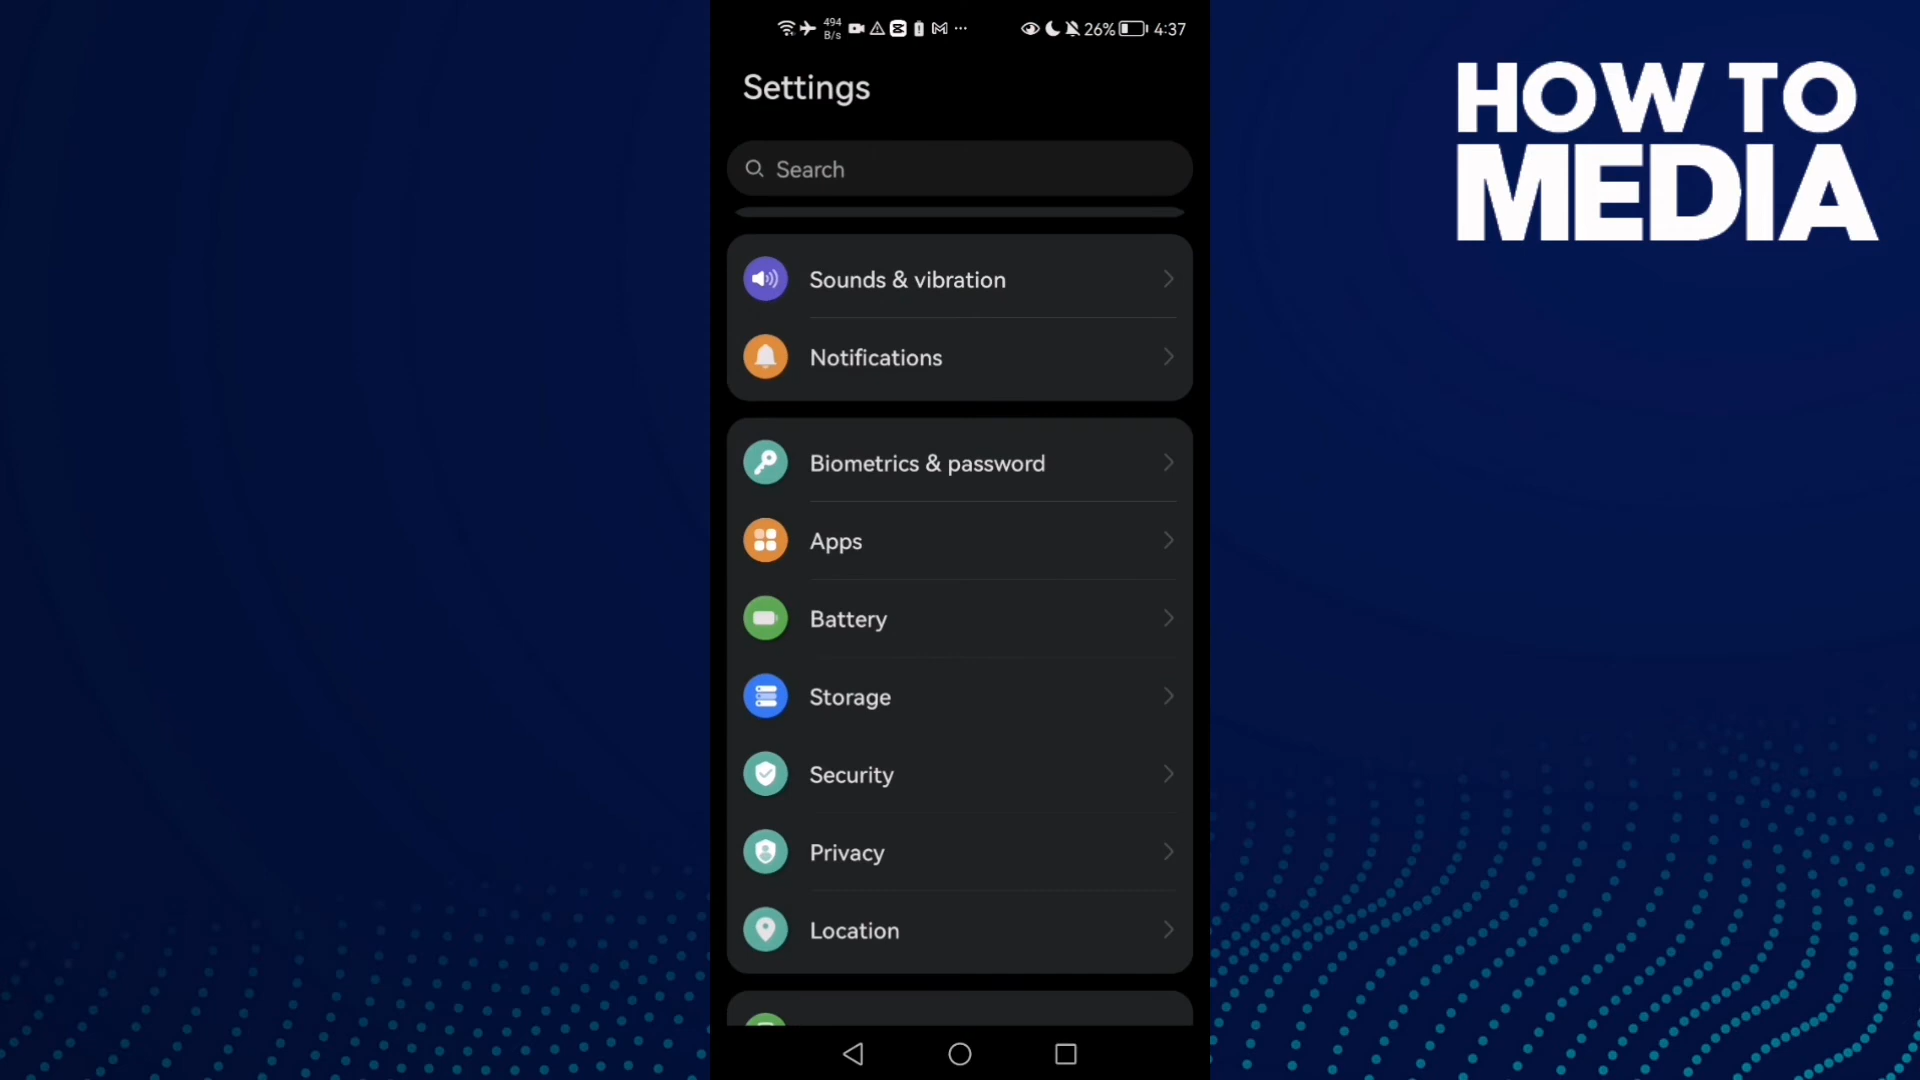 494
B/s
26%
4:37
Settings
Search
Sounds & vibration
Notifications
Biometrics & password
Apps
Battery
Storage
Security
Privacy
Location
HOW TO
MEDIA